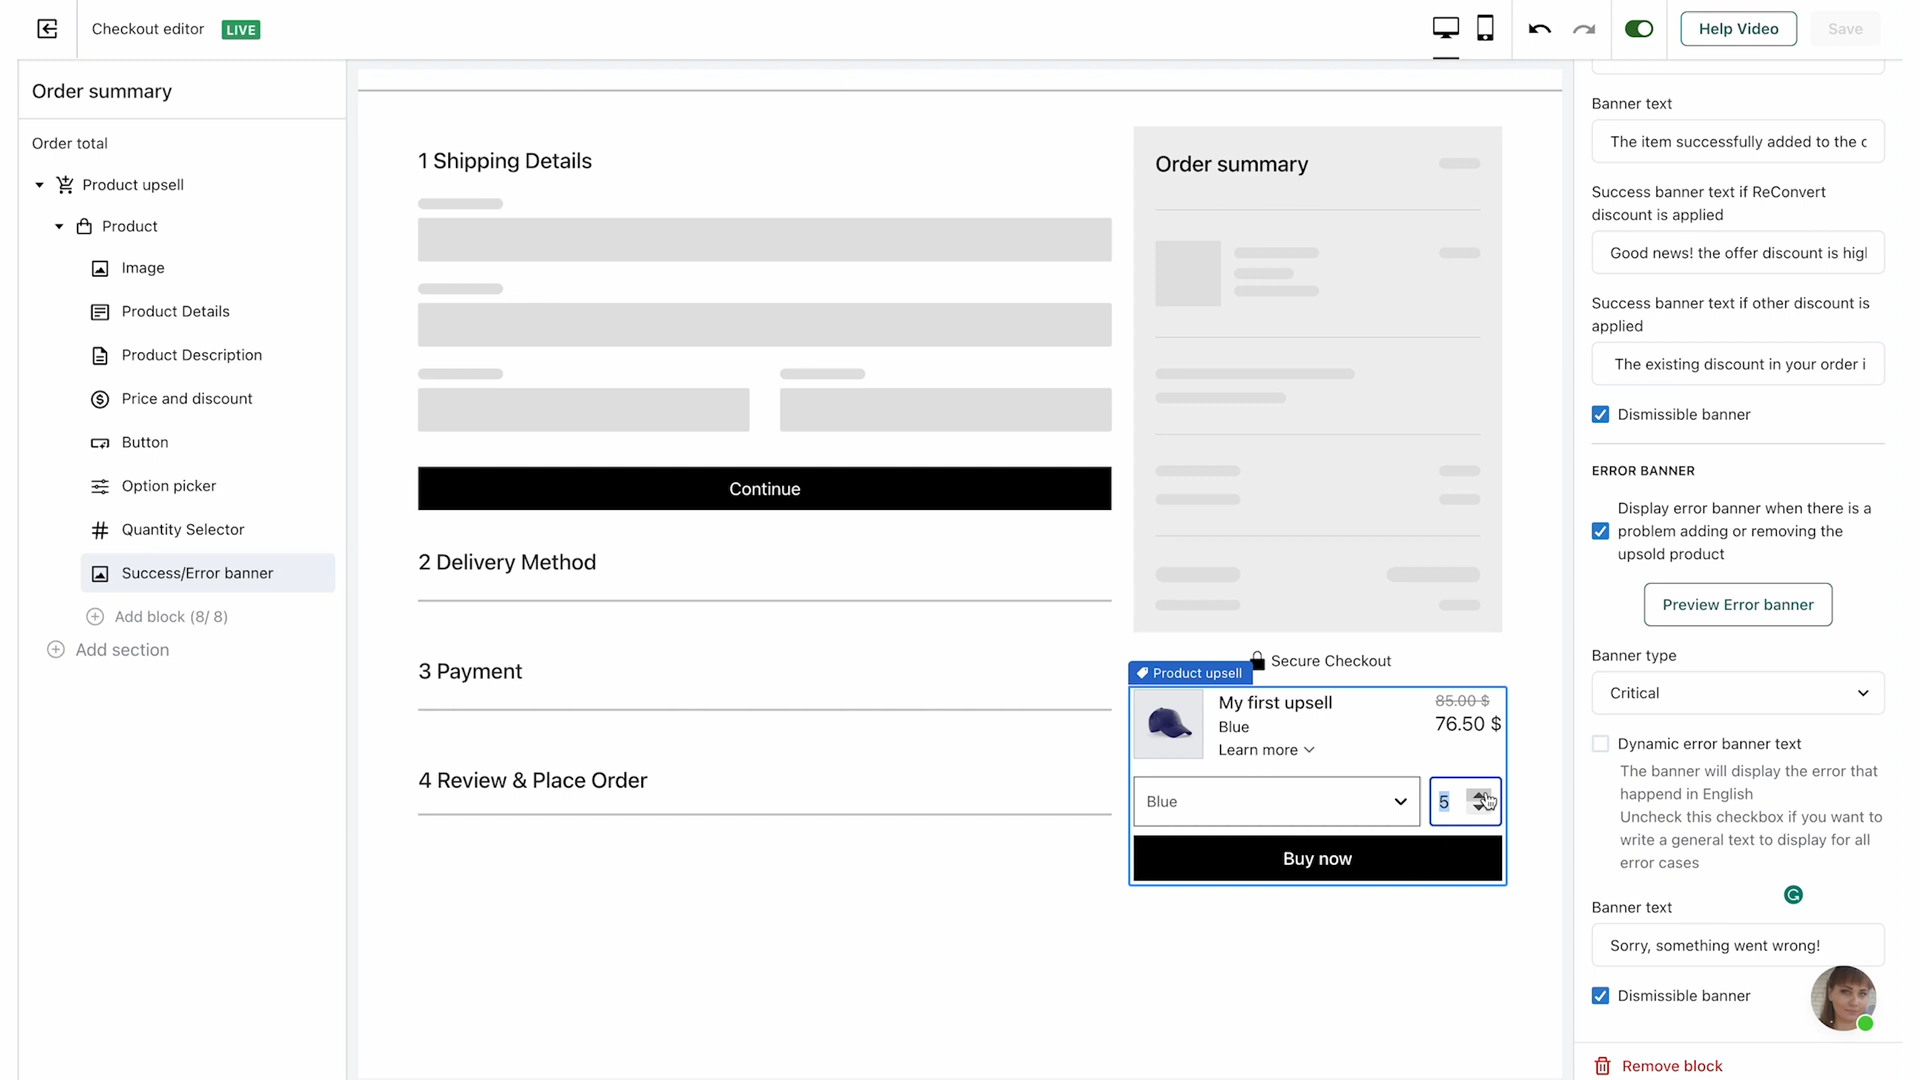 Checkout editor
LIVE
Help Video
Save
Order summary
Order total
Product upsell
Product
Image
Product Details
Product Description
Price and discount
Button
Option picker
Quantity Selector
Success/Error banner
Add block (8/ 8)
Add section
1 Shipping Details
Continue
2 Delivery Method
3 Payment
4 Review & Place Order
Order summary
Secure Checkout
Product upsell
My first upsell
85.00 $
Blue
76.50 $
Learn more
Blue
5
Buy now
Banner text
The item successfully added to the c
Success banner text if ReConvert
discount is applied
Good news! the offer discount is higl
Success banner text if other discount is
applied
The existing discount in your order i
Dismissible banner
ERROR BANNER
Display error banner when there is a
problem adding or removing the
upsold product
Preview Error banner
Banner type
Critical
Dynamic error banner text
The banner will display the error that
happend in English
Uncheck this checkbox if you want to
write a general text to display for all
error cases
Banner text
Sorry, something went wrong!
Dismissible banner
Remove block